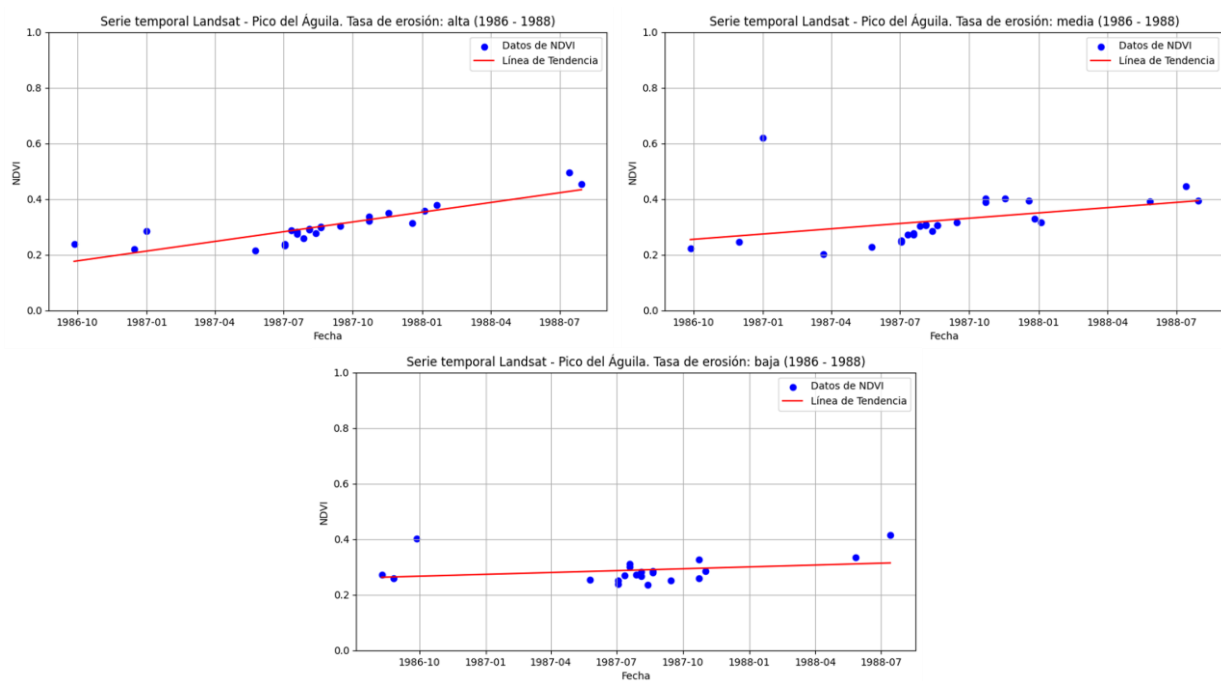 Serie temporal Landsat - Pico del Águila. Tasa de erosión: alta (1986 - 1988)
1.0
0.8
0.6
0.4
0.2
0.0
NDVI
Datos de NDVI
Línea de Tendencia
1986-10 1987-01 1987-04 1987-07 1987-10 1988-01 1988-04 1988-07
Fecha
Serie temporal Landsat - Pico del Águila. Tasa de erosión: media (1986 - 1988)
1.0
0.8
0.6
0.4
0.2
0.0
NDVI
Datos de NDVI
Línea de Tendencia
1986-10 1987-01 1987-04 1987-07 1987-10 1988-01 1988-04 1988-07
Fecha
Serie temporal Landsat - Pico del Águila. Tasa de erosión: baja (1986 - 1988)
1.0
0.8
0.6
0.4
0.2
0.0
NDVI
Datos de NDVI
Línea de Tendencia
1986-10 1987-01 1987-04 1987-07 1987-10 1988-01 1988-04 1988-07
Fecha